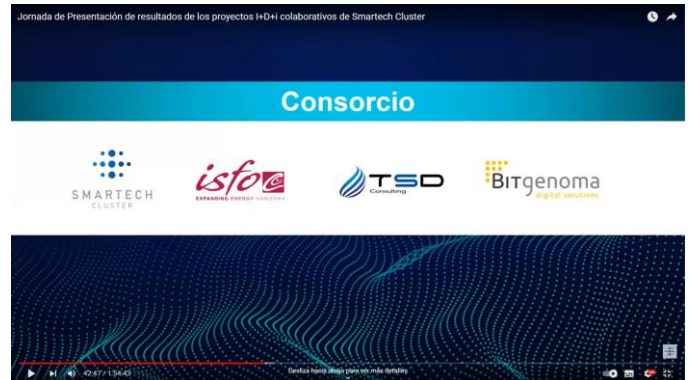 Jornada de Presentación de resultados de los proyectos I+D+i colaborativos de Smartech Cluster
Consorcio
SMARTECH
CLUSTER
isfoc
EXPANDING ENERGY HORIZONS
TSD
Consulting
BITgenoma
digital solutions
42:47 / 1:54:43
Desliza hacia abajo para ver más detalles